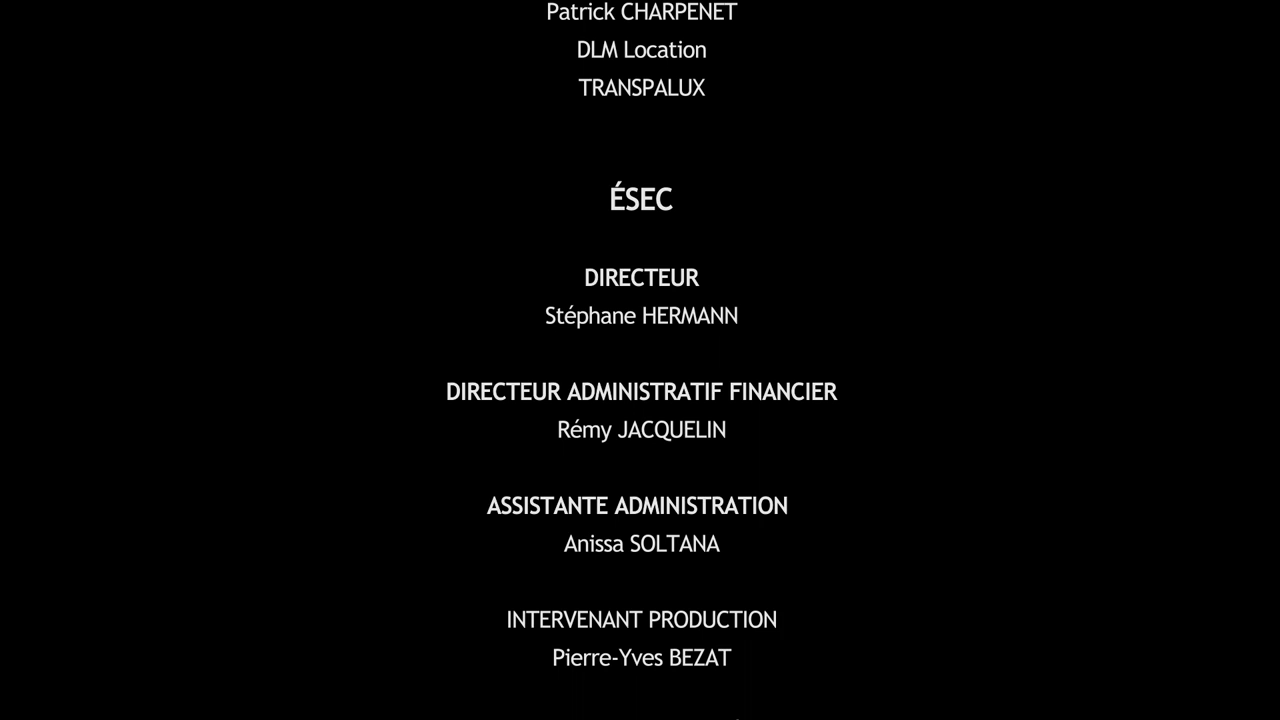 Patrick CHARPENET
DLM Location
TRANSPALUX
ÉSEC
DIRECTEUR
Stéphane HERMANN
DIRECTEUR ADMINISTRATIF FINANCIER
Rémy JACQUELIN
ASSISTANTE ADMINISTRATION
Anissa SOLTANA
INTERVENANT PRODUCTION
Pierre-Yves BEZAT